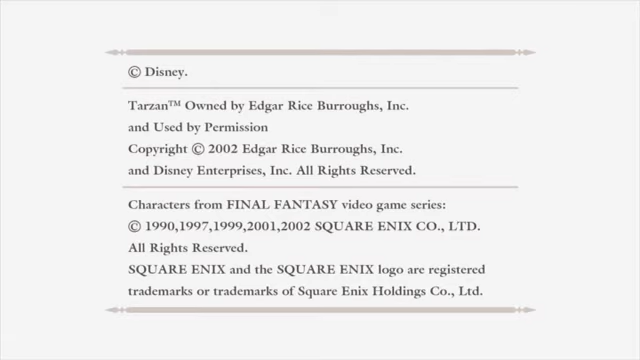 © Disney.
Tarzan™ Owned by Edgar Rice Burroughs, Inc.
and Used by Permission
Copyright © 2002 Edgar Rice Burroughs, Inc.
and Disney Enterprises, Inc. All Rights Reserved.
Characters from FINAL FANTASY video game series:
© 1990,1997,1999,2001,2002 SQUARE ENIX CO., LTD.
All Rights Reserved.
SQUARE ENIX and the SQUARE ENIX logo are registered
trademarks or trademarks of Square Enix Holdings Co., Ltd.